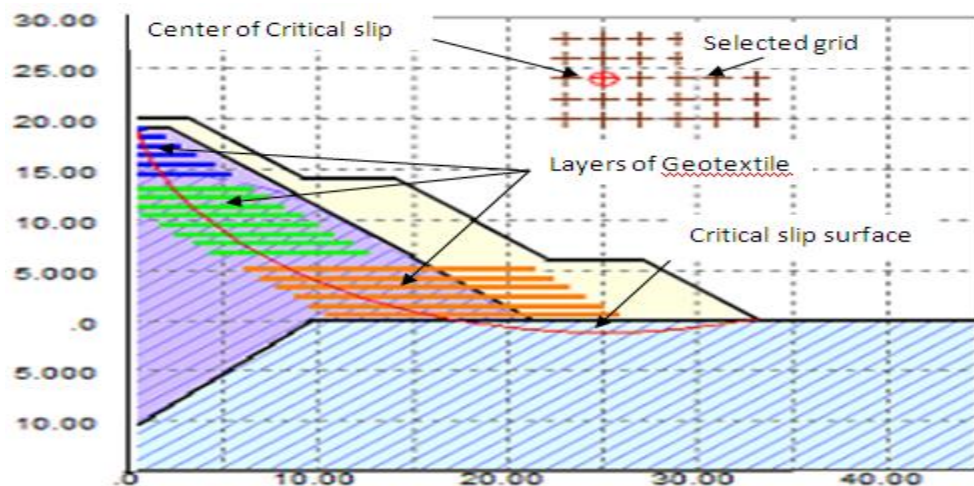 30.00
Center of Critical slip
Selected grid
25.00
20.00
Layers of Geotextile
15.00
10.00
Critical slip surface
5.000
.0
5.000
10.00
.0 10.00 20.00 30.00 40.00